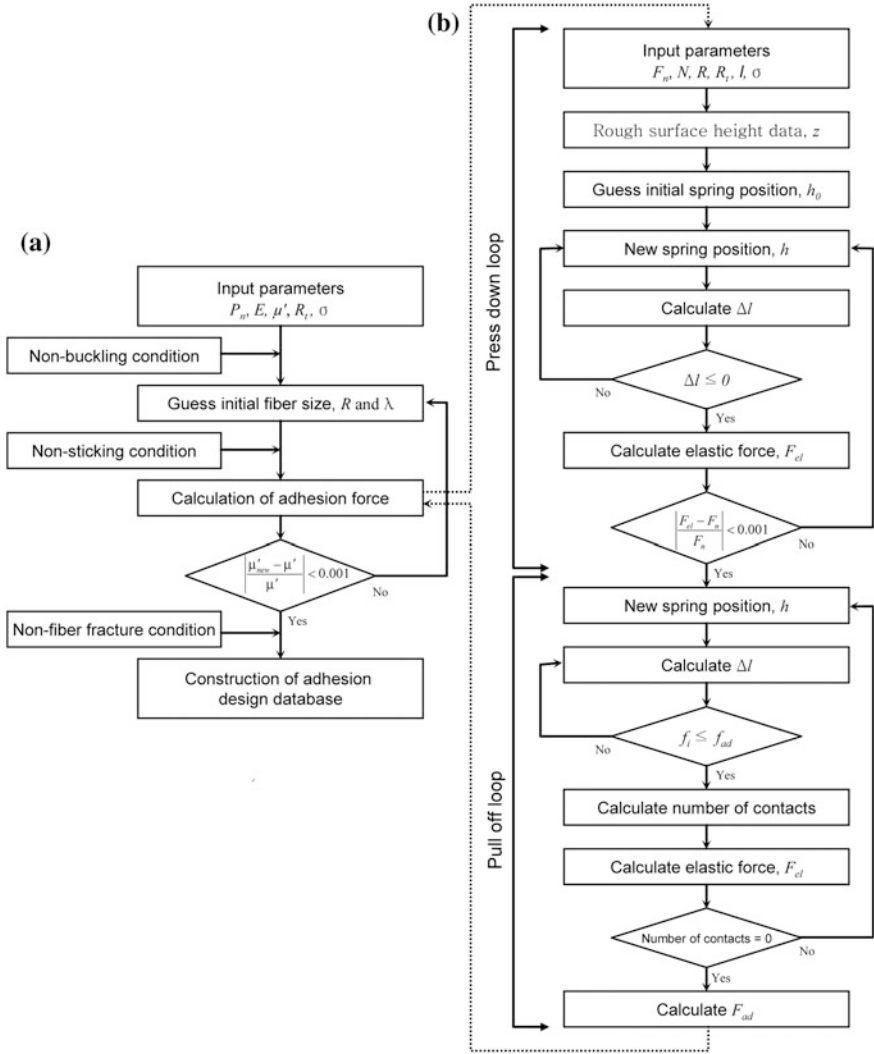 (a)
Input parameters
Pn, E, μ′, Rt, σ
Non-buckling condition
Guess initial fiber size, R and λ
Non-sticking condition
Calculation of adhesion force
|μ′new − μ′ / μ′| < 0.001
No
Yes
Non-fiber fracture condition
Construction of adhesion
design database
(b)
Press down loop
Input parameters
Fn, N, R, Rt, l, σ
Rough surface height data, z
Guess initial spring position, h0
New spring position, h
Calculate Δl
Δl ≤ 0
No
Yes
Calculate elastic force, Fel
|Fel − Fn / Fn| < 0.001
No
Yes
Pull off loop
New spring position, h
Calculate Δl
fi ≤ fad
No
Yes
Calculate number of contacts
Calculate elastic force, Fel
Number of contacts = 0
No
Yes
Calculate Fad